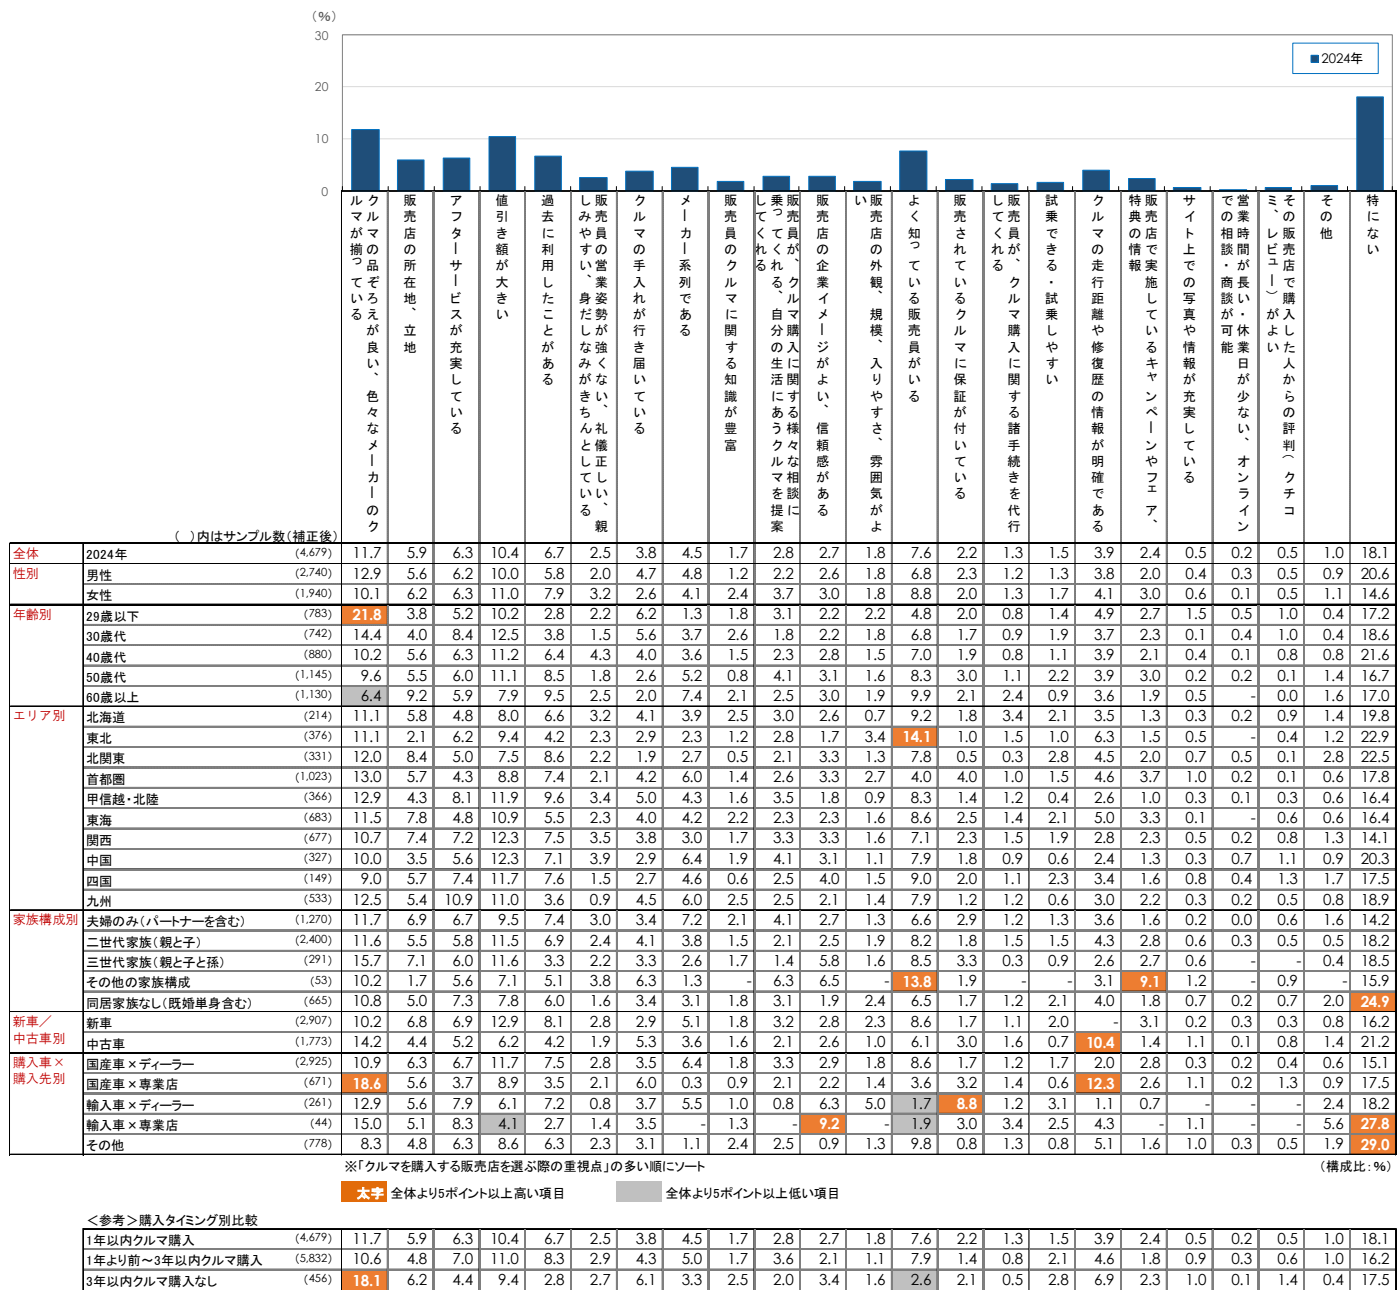 (%)
30
20
10
0
■2024年
クルマの品ぞろえが良い、色々なメーカーのクルマが揃っている
販売店の所在地、立地
アフターサービスが充実している
値引き額が大きい
過去に利用したことがある
販売員の営業姿勢が強くない、礼儀正しい、親しみやすい、身だしなみがきちんとしている
クルマの手入れが行き届いている
メーカー系列である
販売員のクルマに関する知識が豊富
販売員が、クルマ購入に関する様々な相談に乗ってくれる、自分の生活にあうクルマを提案してくれる
販売店の企業イメージがよい、信頼感がある
販売店の外観、規模、入りやすさ、雰囲気がよい
よく知っている販売員がいる
販売されているクルマに保証が付いている
販売員が、クルマ購入に関する諸手続きを代行してくれる
試乗できる・試乗しやすい
クルマの走行距離や修復歴の情報が明確である
販売店で実施しているキャンペーンやフェア、特典の情報
サイト上での写真や情報が充実している
営業時間が長い・休業日が少ない、オンラインでの相談・商談が可能
その販売店で購入した人からの評判(クチコミ、レビュー)がよい
その他
特にない
( )内はサンプル数(補正後)
全体 2024年 (4,679) 11.7 5.9 6.3 10.4 6.7 2.5 3.8 4.5 1.7 2.8 2.7 1.8 7.6 2.2 1.3 1.5 3.9 2.4 0.5 0.2 0.5 1.0 18.1
性別 男性 (2,740) 12.9 5.6 6.2 10.0 5.8 2.0 4.7 4.8 1.2 2.2 2.6 1.8 6.8 2.3 1.2 1.3 3.8 2.0 0.4 0.3 0.5 0.9 20.6
女性 (1,940) 10.1 6.2 6.3 11.0 7.9 3.2 2.6 4.1 2.4 3.7 3.0 1.8 8.8 2.0 1.3 1.7 4.1 3.0 0.6 0.1 0.5 1.1 14.6
年齢別 29歳以下 (783) 21.8 3.8 5.2 10.2 2.8 2.2 6.2 1.3 1.8 3.1 2.2 2.2 4.8 2.0 0.8 1.4 4.9 2.7 1.5 0.5 1.0 0.4 17.2
30歳代 (742) 14.4 4.0 8.4 12.5 3.8 1.5 5.6 3.7 2.6 1.8 2.2 1.8 6.8 1.7 0.9 1.9 3.7 2.3 0.1 0.4 1.0 0.4 18.6
40歳代 (880) 10.2 5.6 6.3 11.2 6.4 4.3 4.0 3.6 1.5 2.3 2.8 1.5 7.0 1.9 0.8 1.1 3.9 2.1 0.4 0.1 0.8 0.8 21.6
50歳代 (1,145) 9.6 5.5 6.0 11.1 8.5 1.8 2.6 5.2 0.8 4.1 3.1 1.6 8.3 3.0 1.1 2.2 3.9 3.0 0.2 0.2 0.1 1.4 16.7
60歳以上 (1,130) 6.4 9.2 5.9 7.9 9.5 2.5 2.0 7.4 2.1 2.5 3.0 1.9 9.9 2.1 2.4 0.9 3.6 1.9 0.5 - 0.0 1.6 17.0
エリア別 北海道 (214) 11.1 5.8 4.8 8.0 6.6 3.2 4.1 3.9 2.5 3.0 2.6 0.7 9.2 1.8 3.4 2.1 3.5 1.3 0.3 0.2 0.9 1.4 19.8
東北 (376) 11.1 2.1 6.2 9.4 4.2 2.3 2.9 2.3 1.2 2.8 1.7 3.4 14.1 1.0 1.5 1.0 6.3 1.5 0.5 - 0.4 1.2 22.9
北関東 (331) 12.0 8.4 5.0 7.5 8.6 2.2 1.9 2.7 0.5 2.1 3.3 1.3 7.8 0.5 0.3 2.8 4.5 2.0 0.7 0.5 0.1 2.8 22.5
首都圏 (1,023) 13.0 5.7 4.3 8.8 7.4 2.1 4.2 6.0 1.4 2.6 3.3 2.7 4.0 4.0 1.0 1.5 4.6 3.7 1.0 0.2 0.1 0.6 17.8
甲信越・北陸 (366) 12.9 4.3 8.1 11.9 9.6 3.4 5.0 4.3 1.6 3.5 1.8 0.9 8.3 1.4 1.2 0.4 2.6 1.0 0.3 0.1 0.3 0.6 16.4
東海 (683) 11.5 7.8 4.8 10.9 5.5 2.3 4.0 4.2 2.2 2.3 2.3 1.6 8.6 2.5 1.4 2.1 5.0 3.3 0.1 - 0.6 0.6 16.4
関西 (677) 10.7 7.4 7.2 12.3 7.5 3.5 3.8 3.0 1.7 3.3 3.3 1.6 7.1 2.3 1.5 1.9 2.8 2.3 0.5 0.2 0.8 1.3 14.1
中国 (327) 10.0 3.5 5.6 12.3 7.1 3.9 2.9 6.4 1.9 4.1 3.1 1.1 7.9 1.8 0.9 0.6 2.4 1.3 0.3 0.7 1.1 0.9 20.3
四国 (149) 9.0 5.7 7.4 11.7 7.6 1.5 2.7 4.6 0.6 2.5 4.0 1.5 9.0 2.0 1.1 2.3 3.4 1.6 0.8 0.4 1.3 1.7 17.5
九州 (533) 12.5 5.4 10.9 11.0 3.6 0.9 4.5 6.0 2.5 2.5 2.1 1.4 7.9 1.2 1.2 0.6 3.0 2.2 0.3 0.2 0.5 0.8 18.9
家族構成別 夫婦のみ(パートナーを含む) (1,270) 11.7 6.9 6.7 9.5 7.4 3.0 3.4 7.2 2.1 4.1 2.7 1.3 6.6 2.9 1.2 1.3 3.6 1.6 0.2 0.0 0.6 1.6 14.2
二世代家族(親と子) (2,400) 11.6 5.5 5.8 11.5 6.9 2.4 4.1 3.8 1.5 2.1 2.5 1.9 8.2 1.8 1.5 1.5 4.3 2.8 0.6 0.3 0.5 0.5 18.2
三世代家族(親と子と孫) (291) 15.7 7.1 6.0 11.6 3.3 2.2 3.3 2.6 1.7 1.4 5.8 1.6 8.5 3.3 0.3 0.9 2.6 2.7 0.6 - - 0.4 18.5
その他の家族構成 (53) 10.2 1.7 5.6 7.1 5.1 3.8 6.3 1.3 - 6.3 6.5 - 13.8 1.9 - - 3.1 9.1 1.2 - 0.9 - 15.9
同居家族なし(既婚単身含む) (665) 10.8 5.0 7.3 7.8 6.0 1.6 3.4 3.1 1.8 3.1 1.9 2.4 6.5 1.7 1.2 2.1 4.0 1.8 0.7 0.2 0.7 2.0 24.9
新車/中古車別 新車 (2,907) 10.2 6.8 6.9 12.9 8.1 2.8 2.9 5.1 1.8 3.2 2.8 2.3 8.6 1.7 1.1 2.0 - 3.1 0.2 0.3 0.3 0.8 16.2
中古車 (1,773) 14.2 4.4 5.2 6.2 4.2 1.9 5.3 3.6 1.6 2.1 2.6 1.0 6.1 3.0 1.6 0.7 10.4 1.4 1.1 0.1 0.8 1.4 21.2
購入車×購入先別 国産車×ディーラー (2,925) 10.9 6.3 6.7 11.7 7.5 2.8 3.5 6.4 1.8 3.3 2.9 1.8 8.6 1.7 1.2 1.7 2.0 2.8 0.3 0.2 0.4 0.6 15.1
国産車×専業店 (671) 18.6 5.6 3.7 8.9 3.5 2.1 6.0 0.3 0.9 2.1 2.2 1.4 3.6 3.2 1.4 0.6 12.3 2.6 1.1 0.2 1.3 0.9 17.5
輸入車×ディーラー (261) 12.9 5.6 7.9 6.1 7.2 0.8 3.7 5.5 1.0 0.8 6.3 5.0 1.7 8.8 1.2 3.1 1.1 0.7 - - - 2.4 18.2
輸入車×専業店 (44) 15.0 5.1 8.3 4.1 2.7 1.4 3.5 - 1.3 - 9.2 - 1.9 3.0 3.4 2.5 4.3 - 1.1 - - 5.6 27.8
その他 (778) 8.3 4.8 6.3 8.6 6.3 2.3 3.1 1.1 2.4 2.5 0.9 1.3 9.8 0.8 1.3 0.8 5.1 1.6 1.0 0.3 0.5 1.9 29.0
※「クルマを購入する販売店を選ぶ際の重視点」の多い順にソート (構成比:%)
太字 全体より5ポイント以上高い項目 全体より5ポイント以上低い項目
<参考>購入タイミング別比較
1年以内クルマ購入 (4,679) 11.7 5.9 6.3 10.4 6.7 2.5 3.8 4.5 1.7 2.8 2.7 1.8 7.6 2.2 1.3 1.5 3.9 2.4 0.5 0.2 0.5 1.0 18.1
1年より前~3年以内クルマ購入 (5,832) 10.6 4.8 7.0 11.0 8.3 2.9 4.3 5.0 1.7 3.6 2.1 1.1 7.9 1.4 0.8 2.1 4.6 1.8 0.9 0.3 0.6 1.0 16.2
3年以内クルマ購入なし (456) 18.1 6.2 4.4 9.4 2.8 2.7 6.1 3.3 2.5 2.0 3.4 1.6 2.6 2.1 0.5 2.8 6.9 2.3 1.0 0.1 1.4 0.4 17.5